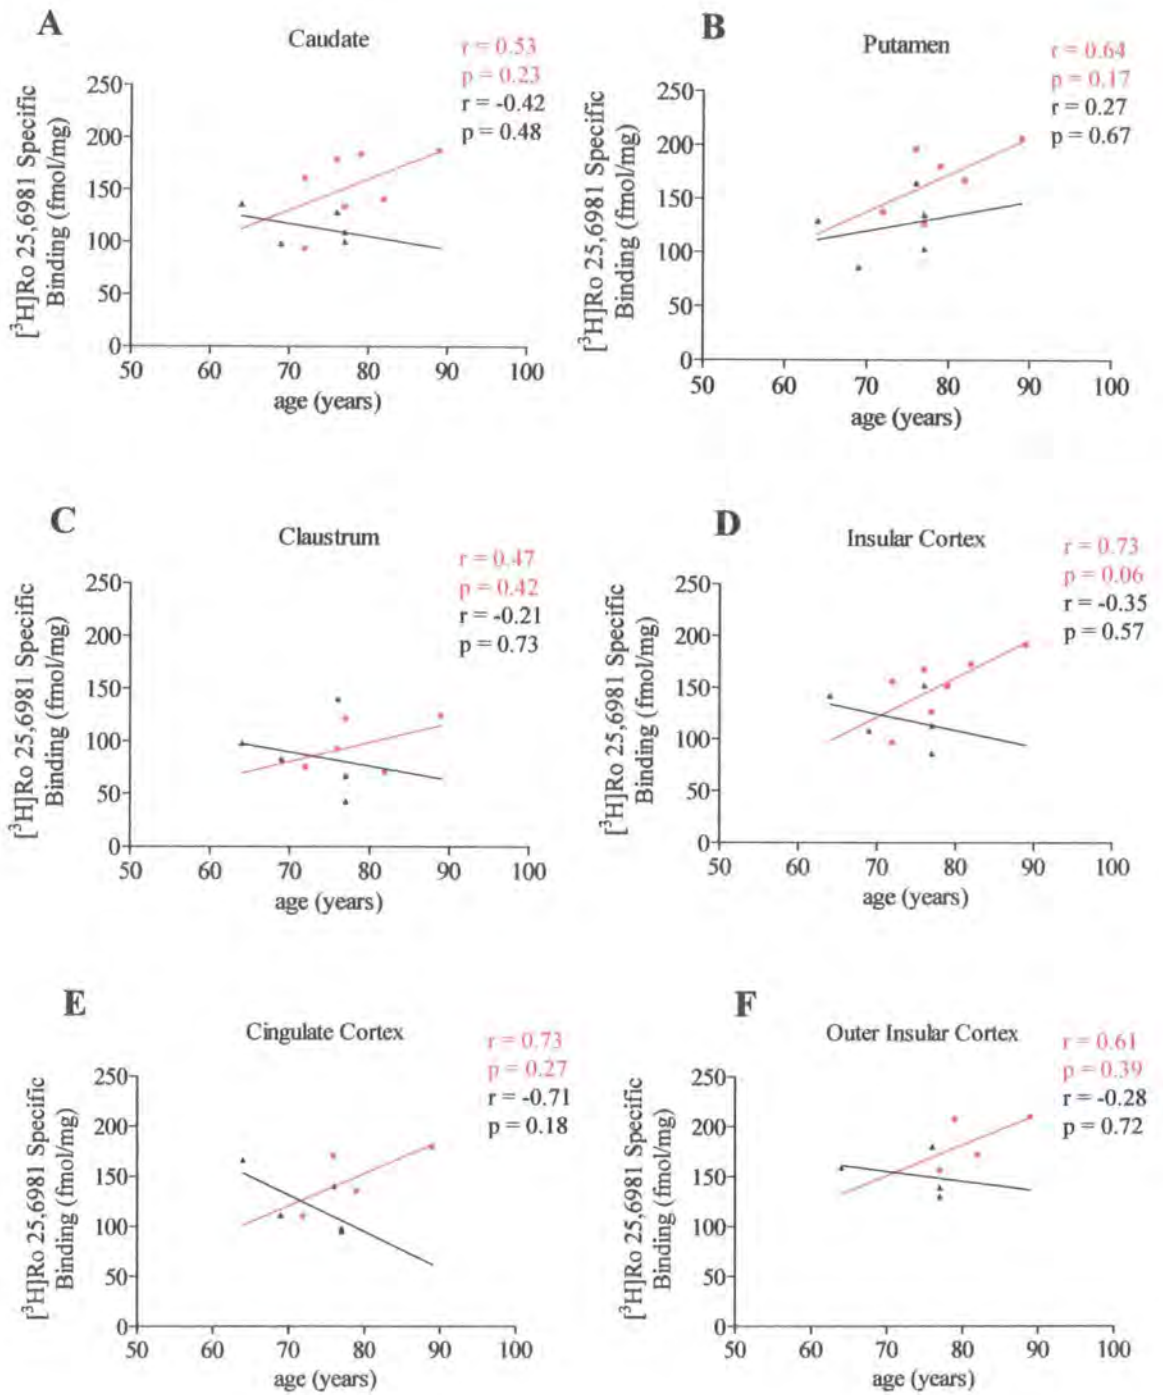 A
Caudate
r = 0.53
p = 0.23
r = -0.42
p = 0.48
[³H]Ro 25,6981 Specific
Binding (fmol/mg)
250
200
150
100
50
0
50 60 70 80 90 100
age (years)
B
Putamen
r = 0.64
p = 0.17
r = 0.27
p = 0.67
[³H]Ro 25,6981 Specific
Binding (fmol/mg)
250
200
150
100
50
0
50 60 70 80 90 100
age (years)
C
Claustrum
r = 0.47
p = 0.42
r = -0.21
p = 0.73
[³H]Ro 25,6981 Specific
Binding (fmol/mg)
250
200
150
100
50
0
50 60 70 80 90 100
age (years)
D
Insular Cortex
r = 0.73
p = 0.06
r = -0.35
p = 0.57
[³H]Ro 25,6981 Specific
Binding (fmol/mg)
250
200
150
100
50
0
50 60 70 80 90 100
age (years)
E
Cingulate Cortex
r = 0.73
p = 0.27
r = -0.71
p = 0.18
[³H]Ro 25,6981 Specific
Binding (fmol/mg)
250
200
150
100
50
0
50 60 70 80 90 100
age (years)
F
Outer Insular Cortex
r = 0.61
p = 0.39
r = -0.28
p = 0.72
[³H]Ro 25,6981 Specific
Binding (fmol/mg)
250
200
150
100
50
0
50 60 70 80 90 100
age (years)